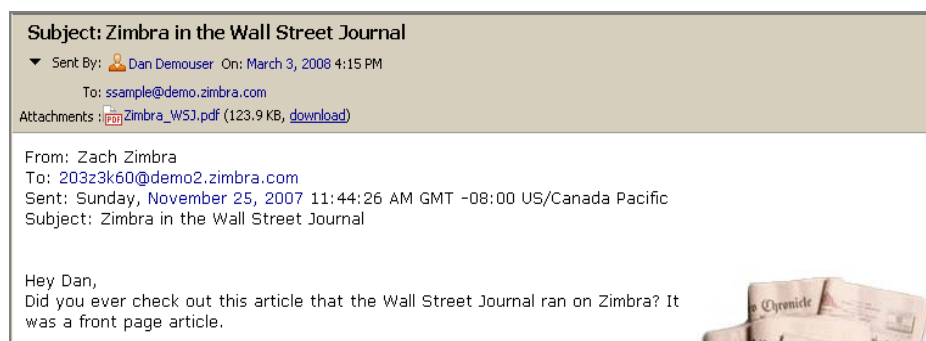 Subject: Zimbra in the Wall Street Journal
Sent By: Dan Demouser On: March 3, 2008 4:15 PM
To: ssample@demo.zimbra.com
Attachments : PDF Zimbra_WSJ.pdf (123.9 KB, download)
From: Zach Zimbra
To: 203z3k60@demo2.zimbra.com
Sent: Sunday, November 25, 2007 11:44:26 AM GMT -08:00 US/Canada Pacific
Subject: Zimbra in the Wall Street Journal
Hey Dan,
Did you ever check out this article that the Wall Street Journal ran on Zimbra? It
was a front page article.
Chronicle